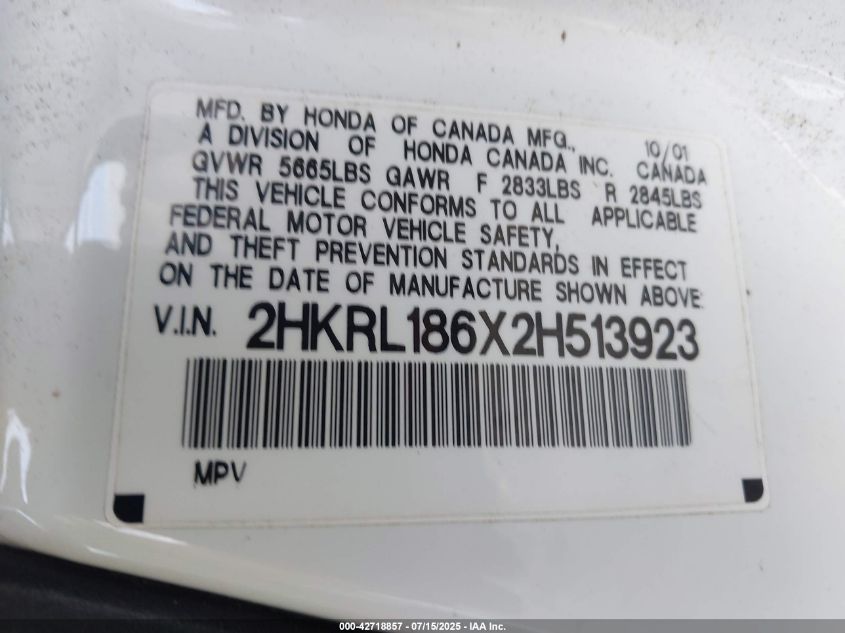 MFD. BY HONDA OF CANADA MFG., 10/01
A DIVISION OF HONDA CANADA INC. CANADA
GVWR 5665LBS GAWR F 2833LBS R 2845LBS
THIS VEHICLE CONFORMS TO ALL APPLICABLE
FEDERAL MOTOR VEHICLE SAFETY,
AND THEFT PREVENTION STANDARDS IN EFFECT
ON THE DATE OF MANUFACTURE SHOWN ABOVE.
V.I.N. 2HKRL186X2H513923
MPV
000-42718857 - 07/15/2025 - IAA Inc.